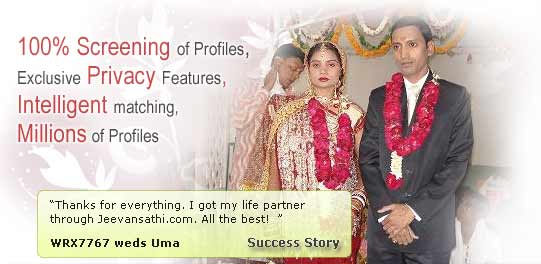 100% Screening of Profiles,
Exclusive Privacy Features,
Intelligent matching,
Millions of Profiles
“Thanks for everything. I got my life partner
through Jeevansathi.com. All the best! ”
WRX7767 weds Uma Success Story